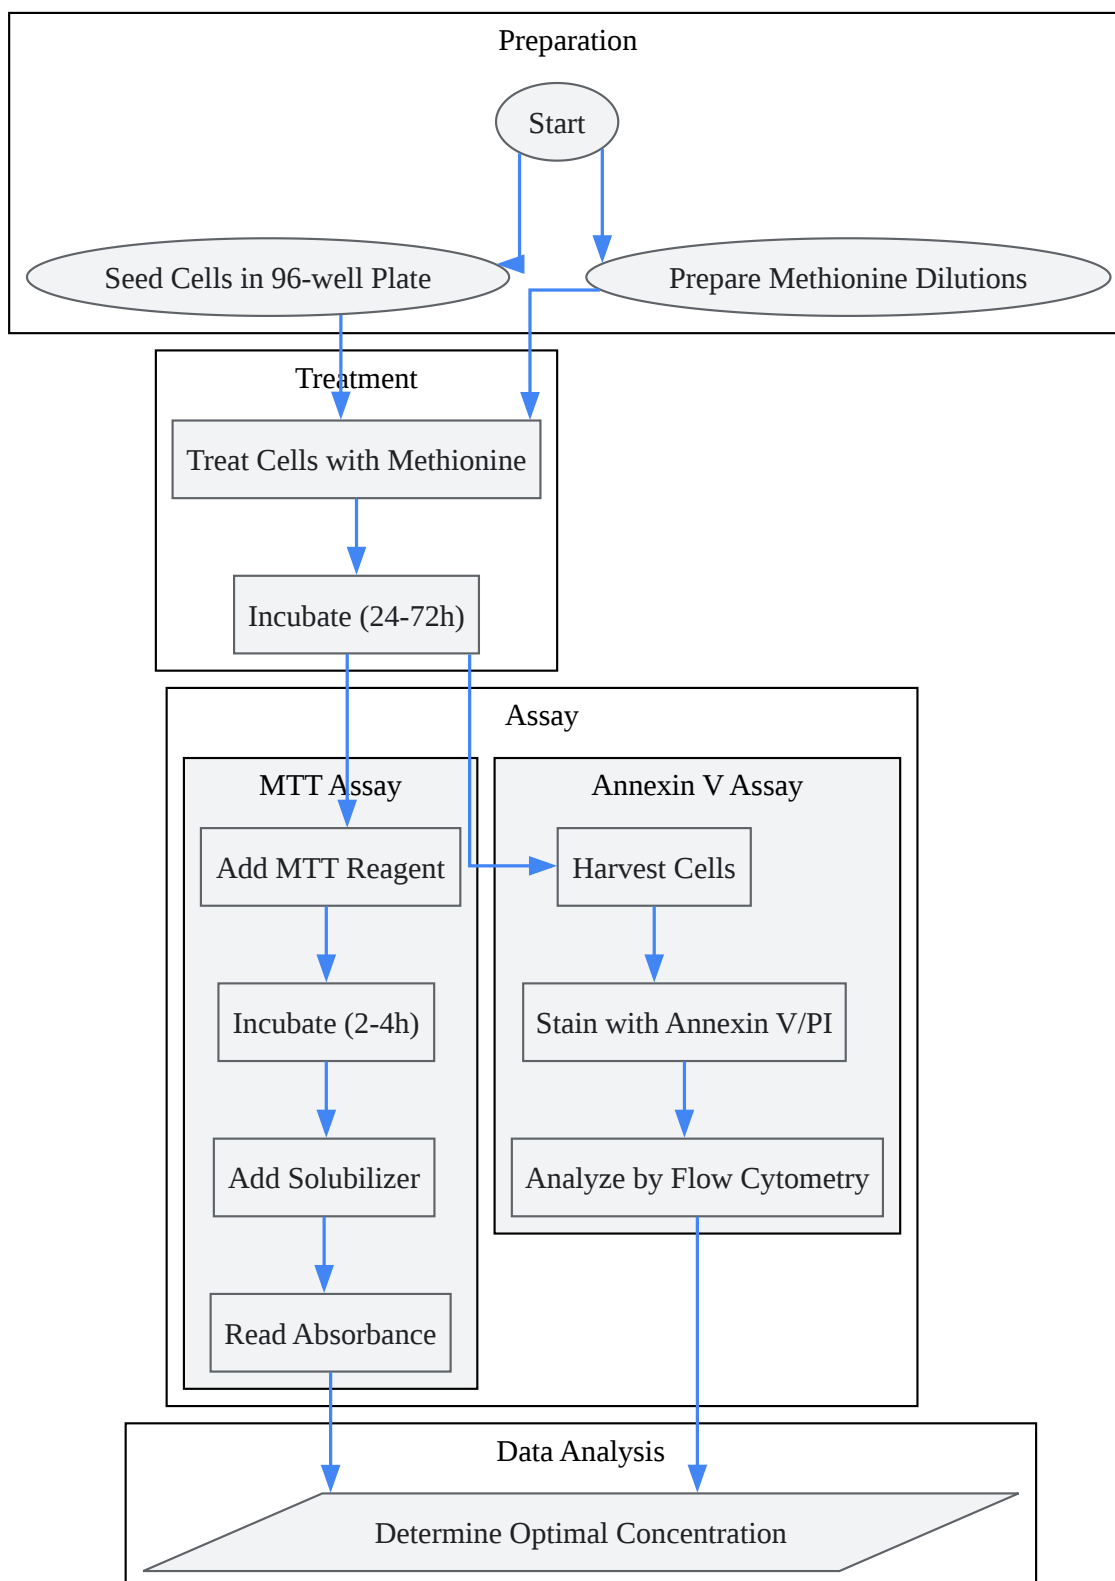 Preparation
Start
Seed Cells in 96-well Plate
Prepare Methionine Dilutions
Treatment
Treat Cells with Methionine
Incubate (24-72h)
Assay
MTT Assay
Annexin V Assay
Add MTT Reagent
Harvest Cells
Incubate (2-4h)
Stain with Annexin V/PI
Add Solubilizer
Analyze by Flow Cytometry
Read Absorbance
Data Analysis
Determine Optimal Concentration